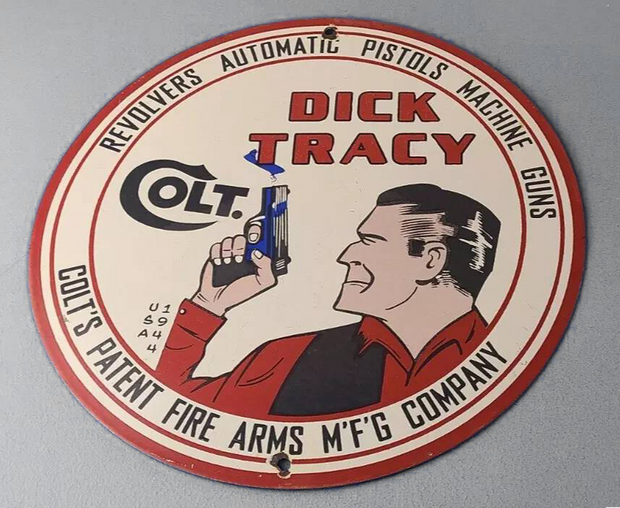 REVOLVERS AUTOMATIC PISTOLS MACHINE GUNS
DICK
TRACY
COLT.
U 1
S 9
A 4
4
COLT'S PATENT FIRE ARMS M'F'G COMPANY